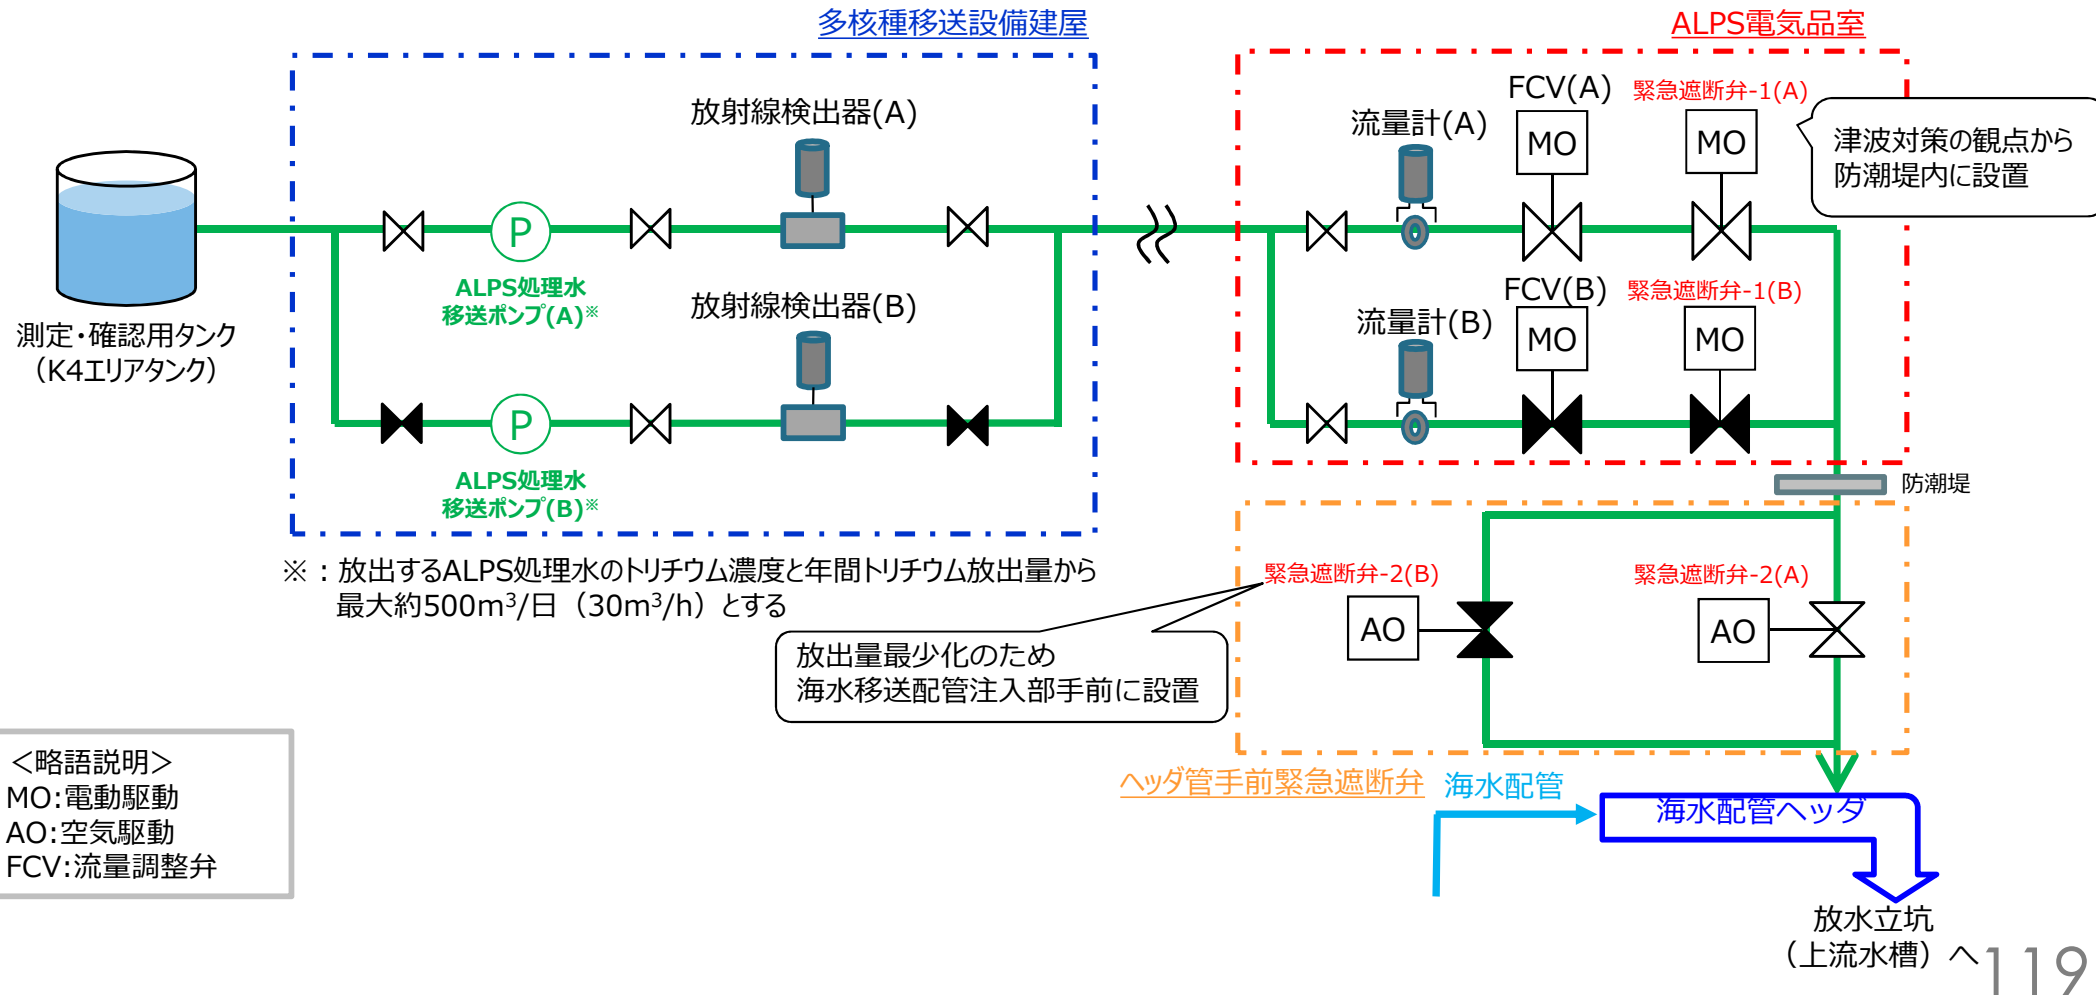 多核種移送設備建屋
ALPS電気品室
放射線検出器(A)
流量計(A)
FCV(A)
緊急遮断弁-1(A)
MO
MO
津波対策の観点から
防潮堤内に設置
P
ALPS処理水
移送ポンプ(A)※
測定・確認用タンク
（K4エリアタンク）
放射線検出器(B)
流量計(B)
FCV(B)
緊急遮断弁-1(B)
MO
MO
P
ALPS処理水
移送ポンプ(B)※
防潮堤
※：放出するALPS処理水のトリチウム濃度と年間トリチウム放出量から
最大約500m³/日（30m³/h）とする
緊急遮断弁-2(B)
緊急遮断弁-2(A)
AO
AO
放出量最少化のため
海水移送配管注入部手前に設置
＜略語説明＞
MO:電動駆動
AO:空気駆動
FCV:流量調整弁
ヘッダ管手前緊急遮断弁
海水配管
海水配管ヘッダ
放水立坑
（上流水槽）へ
119